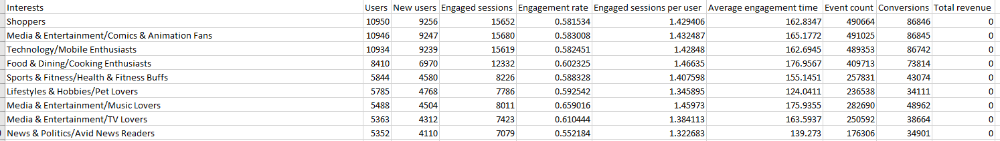 Interests Users New users Engaged sessions Engagement rate Engaged sessions per user Average engagement time Event count Conversions Total revenue
Shoppers 10950 9256 15652 0.581534 1.429406 162.8347 490664 86846 0
Media & Entertainment/Comics & Animation Fans 10946 9247 15680 0.583008 1.432487 165.1772 491025 86845 0
Technology/Mobile Enthusiasts 10934 9239 15619 0.582451 1.42848 162.6945 489353 86742 0
Food & Dining/Cooking Enthusiasts 8410 6970 12332 0.602325 1.46635 176.9567 409713 73814 0
Sports & Fitness/Health & Fitness Buffs 5844 4580 8226 0.588328 1.407598 155.1451 257831 43074 0
Lifestyles & Hobbies/Pet Lovers 5785 4768 7786 0.592542 1.345895 124.0411 236538 34111 0
Media & Entertainment/Music Lovers 5488 4504 8011 0.659016 1.45973 175.9355 282690 48962 0
Media & Entertainment/TV Lovers 5363 4312 7423 0.610444 1.384113 163.5937 250592 38664 0
News & Politics/Avid News Readers 5352 4110 7079 0.552184 1.322683 139.273 176306 34901 0